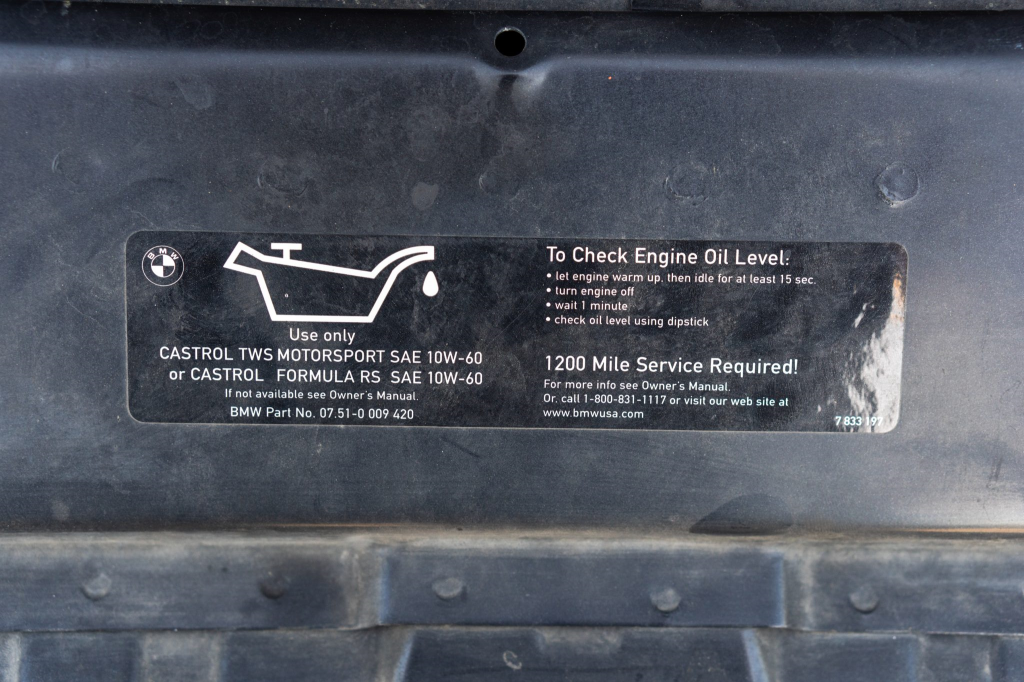 BMW
Use only
CASTROL TWS MOTORSPORT SAE 10W-60
or CASTROL FORMULA RS SAE 10W-60
If not available see Owner's Manual.
BMW Part No. 07.51-0 009 420
To Check Engine Oil Level:
• let engine warm up, then idle for at least 15 sec.
• turn engine off
• wait 1 minute
• check oil level using dipstick
1200 Mile Service Required!
For more info see Owner's Manual.
Or, call 1-800-831-1117 or visit our web site at
www.bmwusa.com
7 833 197